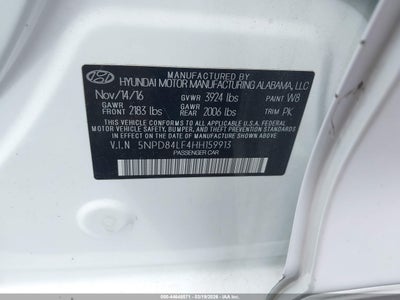 MANUFACTURED BY
HYUNDAI MOTOR MANUFACTURING ALABAMA, LLC
Nov/14/16 GVWR 3924 lbs PAINT W8
GAWR FRONT 2183 lbs GAWR REAR 2006 lbs TRIM PK
THIS VEHICLE CONFORMS TO ALL APPLICABLE U.S. FEDERAL MOTOR
VEHICLE SAFETY, BUMPER, AND THEFT PREVENTION STANDARDS
IN EFFECT ON THE DATE OF MANUFACTURE SHOWN ABOVE.
V.I.N 5NPD84LF4HH159913
PASSENGER CAR